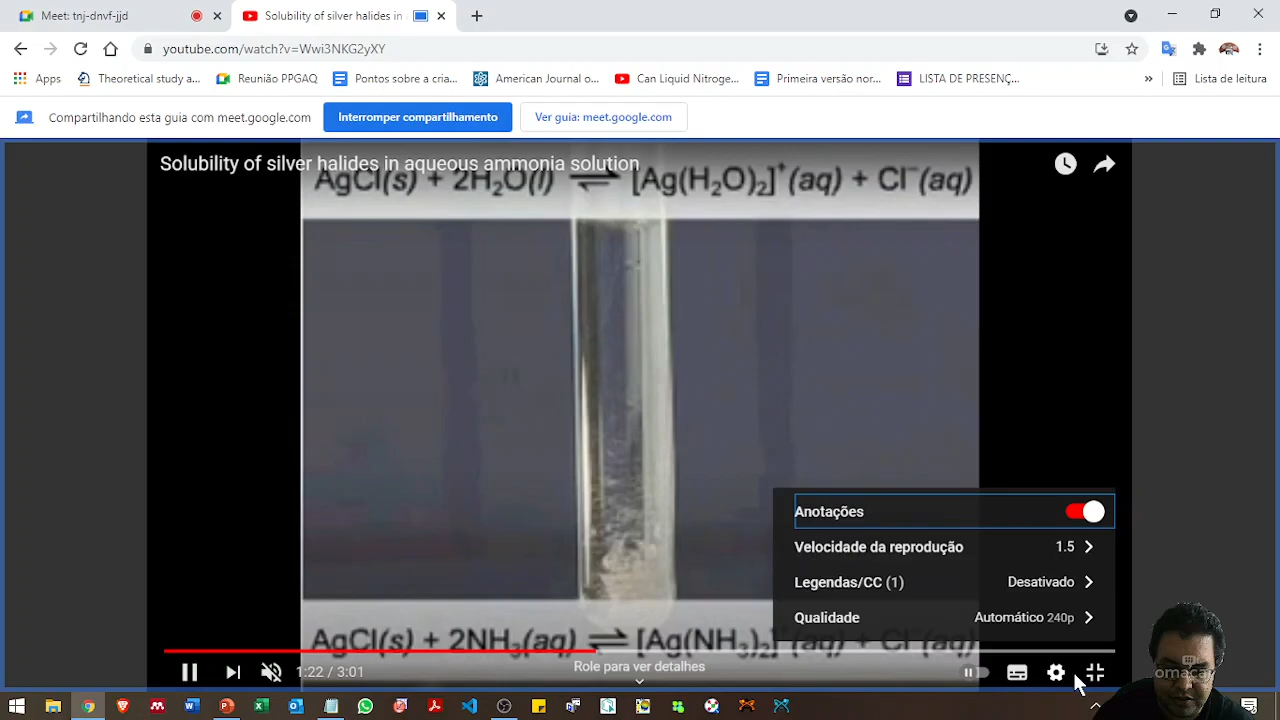 Meet: tnj-dnvf-jjd
Solubility of silver halides in
youtube.com/watch?v=Wwi3NKG2yXY
Apps
Theoretical study a...
Reunião PPGAQ
Pontos sobre a cria...
American Journal o...
Can Liquid Nitroge...
Primeira versão nor...
LISTA DE PRESENÇ...
»
Lista de leitura
Compartilhando esta guia com meet.google.com
Interromper compartilhamento
Ver guia: meet.google.com
Solubility of silver halides in aqueous ammonia solution
AgCl(s) + 2H₂O(l) ⇌ [Ag(H₂O)₂]⁺(aq) + Cl⁻(aq)
Anotações
Velocidade da reprodução 1.5
Legendas/CC (1) Desativado
Qualidade Automático 240p
AgCl(s) + 2NH₃(aq) ⇌ [Ag(NH₃)₂]⁺(aq) + Cl⁻(aq)
Role para ver detalhes
1:22 / 3:01